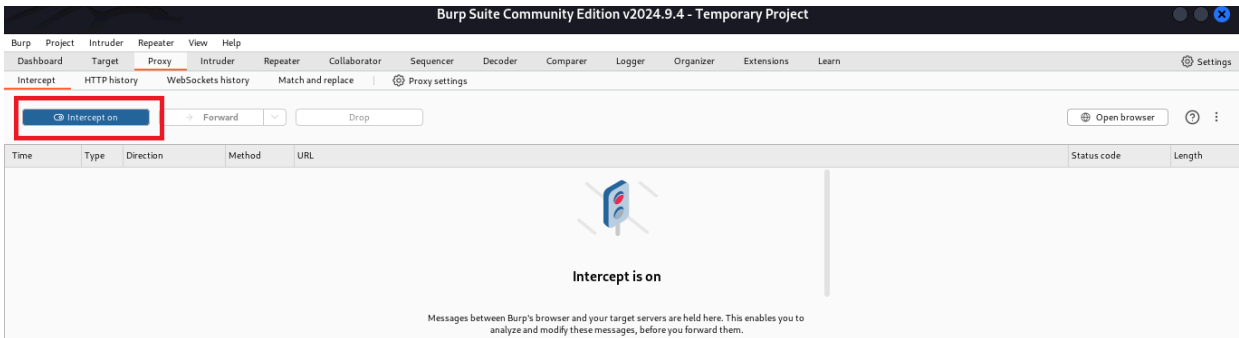 Burp Suite Community Edition v2024.9.4 - Temporary Project
Burp Project Intruder Repeater View Help
Dashboard Target Proxy Intruder Repeater Collaborator Sequencer Decoder Comparer Logger Organizer Extensions Learn Settings
Intercept HTTP history WebSockets history Match and replace Proxy settings
Intercept on Forward Drop Open browser
Time Type Direction Method URL Status code Length
Intercept is on
Messages between Burp's browser and your target servers are held here. This enables you to
analyze and modify these messages, before you forward them.